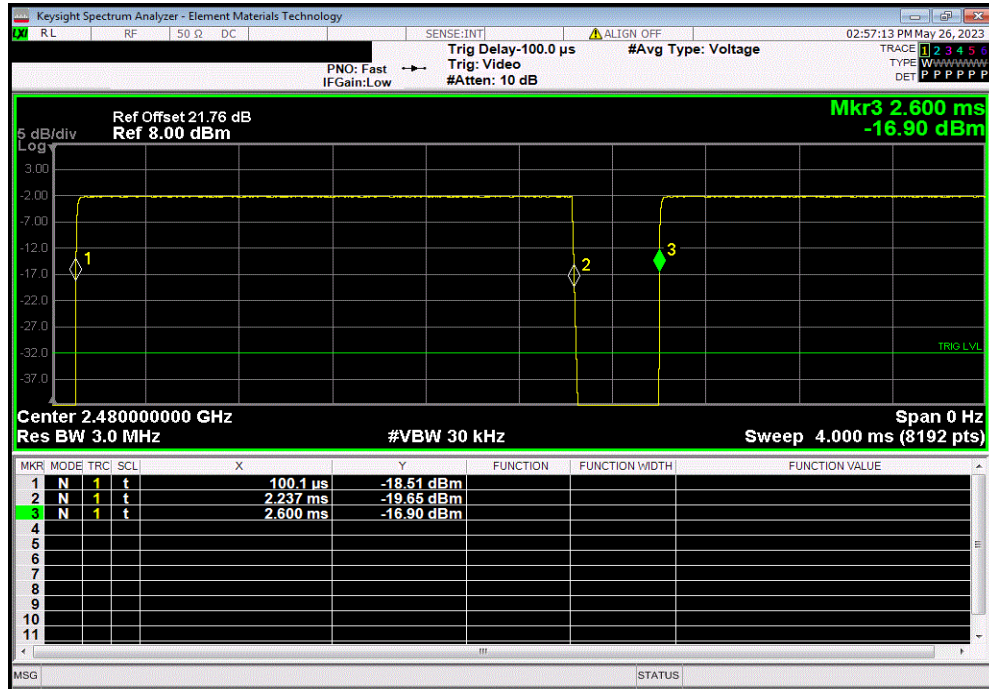 Keysight Spectrum Analyzer - Element Materials Technology
LXI RL RF 50 Ω DC SENSE:INT ALIGN OFF 02:57:13 PM May 26, 2023
Trig Delay-100.0 µs #Avg Type: Voltage TRACE 1 2 3 4 5 6
PNO: Fast Trig: Video TYPE WWWWWW
IFGain:Low #Atten: 10 dB DET P P P P P P
Mkr3 2.600 ms
-16.90 dBm
Ref Offset 21.76 dB
5 dB/div Ref 8.00 dBm
Log
3.00
-2.00
-7.00
-12.0
1
2
3
-17.0
-22.0
-27.0
-32.0
TRIG LVL
-37.0
Center 2.480000000 GHz Span 0 Hz
Res BW 3.0 MHz #VBW 30 kHz Sweep 4.000 ms (8192 pts)
MKR MODE TRC SCL X Y FUNCTION FUNCTION WIDTH FUNCTION VALUE
1 N 1 t 100.1 µs -18.51 dBm
2 N 1 t 2.237 ms -19.65 dBm
3 N 1 t 2.600 ms -16.90 dBm
4
5
6
7
8
9
10
11
MSG STATUS